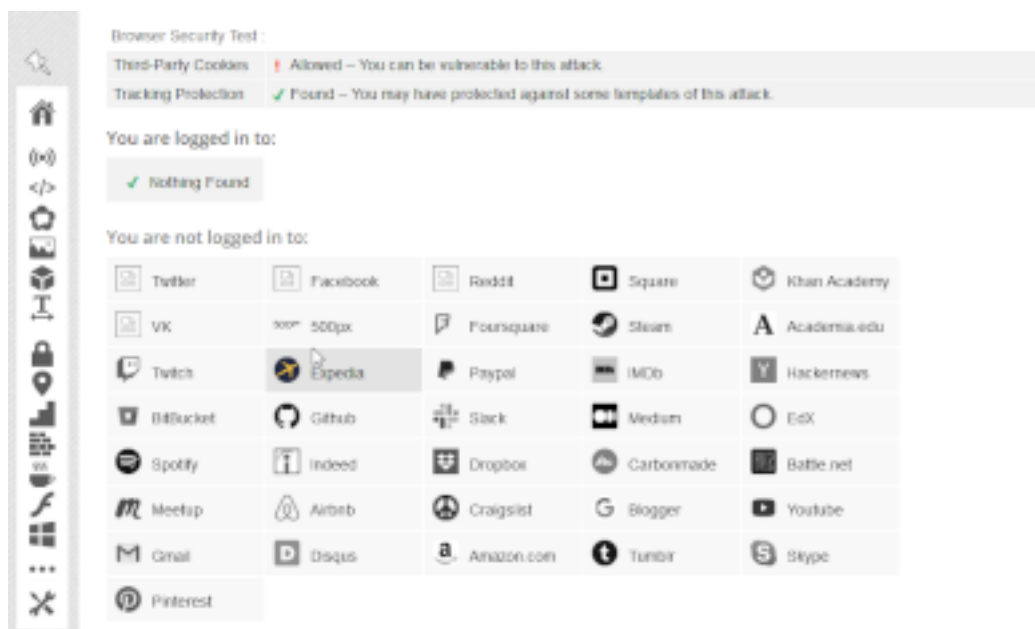 Browser Security Test :
Third-Party Cookies ! Allowed – You can be vulnerable to this attack.
Tracking Protection ✓ Found – You may have protected against some templates of this attack.
You are logged in to:
✓ Nothing Found
You are not logged in to:
Twitter Facebook Reddit Square Khan Academy
VK 500px 500px Foursquare Steam A Academia.edu
Twitch Expedia Paypal IMDb Y Hackernews
BitBucket Github Slack Medium EdX
Spotify Indeed Dropbox Carbonmade Battle.net
Meetup Airbnb Craigslist G Blogger Youtube
Gmail Disqus a Amazon.com Tumblr Skype
Pinterest